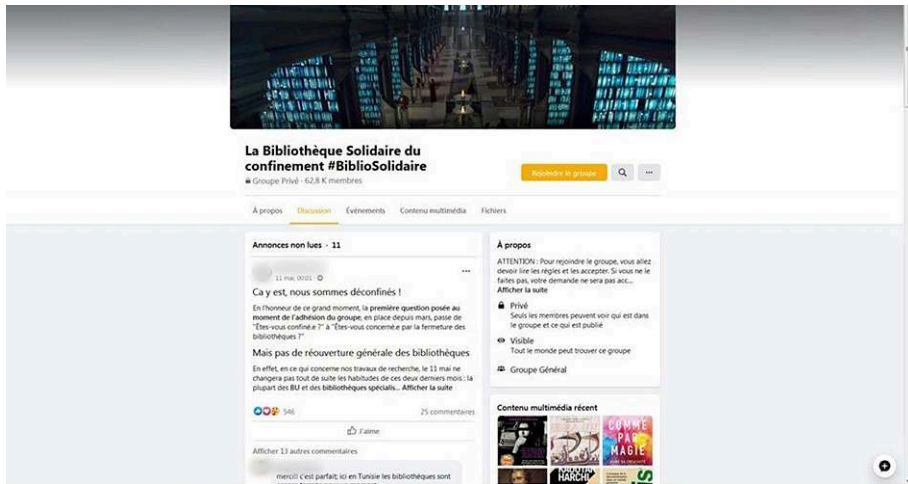 La Bibliothèque Solidaire du
confinement #BiblioSolidaire
Groupe Privé · 62,8 K membres
Rejoindre le groupe
À propos
Discussion
Événements
Contenu multimédia
Fichiers
Annonces non lues · 11
11 mai, 00:01
Ca y est, nous sommes déconfinés !
En l'honneur de ce grand moment, la première question posée au
moment de l'adhésion du groupe, en place depuis mars, passe de
"Êtes-vous confiné.e ?" à "Êtes-vous concerné.e par la fermeture des
bibliothèques ?"
Mais pas de réouverture générale des bibliothèques
En effet, en ce qui concerne nos travaux de recherche, le 11 mai ne
changera pas tout de suite les habitudes de ces deux derniers mois : la
plupart des BU et des bibliothèques spécialis... Afficher la suite
546
25 commentaires
J'aime
Afficher 13 autres commentaires
mercill c'est parfait; ici en Tunisie les bibliothèques sont
À propos
ATTENTION : Pour rejoindre le groupe, vous allez
devoir lire les règles et les accepter. Si vous ne le
faites pas, votre demande ne sera pas acc...
Afficher la suite
Privé
Seuls les membres peuvent voir qui est dans
le groupe et ce qui est publié
Visible
Tout le monde peut trouver ce groupe
Groupe Général
Contenu multimédia récent
COMME
PAR
MAGIE